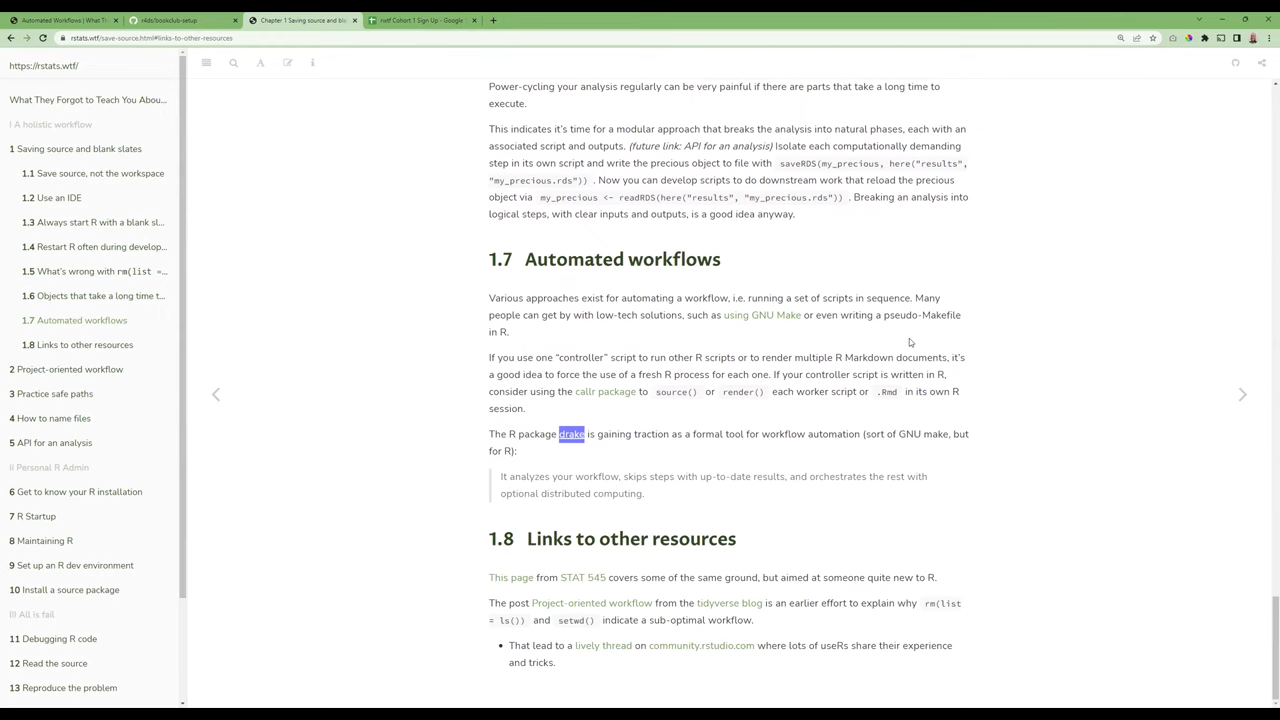 Automated Workflows | What Th
r4ds/bookclub-setup
Chapter 1 Saving source and bla
rwtf Cohort 1 Sign Up - Google S
rstats.wtf/save-source.html#links-to-other-resources
https://rstats.wtf/
What They Forgot to Teach You Abou...
I A holistic workflow
1 Saving source and blank slates
1.1 Save source, not the workspace
1.2 Use an IDE
1.3 Always start R with a blank sl...
1.4 Restart R often during develop...
1.5 What's wrong with rm(list =...
1.6 Objects that take a long time t...
1.7 Automated workflows
1.8 Links to other resources
2 Project-oriented workflow
3 Practice safe paths
4 How to name files
5 API for an analysis
II Personal R Admin
6 Get to know your R installation
7 R Startup
8 Maintaining R
9 Set up an R dev environment
10 Install a source package
III) All is fail
11 Debugging R code
12 Read the source
13 Reproduce the problem
Power-cycling your analysis regularly can be very painful if there are parts that take a long time to
execute.
This indicates it's time for a modular approach that breaks the analysis into natural phases, each with an
associated script and outputs. (future link: API for an analysis) Isolate each computationally demanding
step in its own script and write the precious object to file with saveRDS(my_precious, here("results",
"my_precious.rds")) . Now you can develop scripts to do downstream work that reload the precious
object via my_precious <- readRDS(here("results", "my_precious.rds")) . Breaking an analysis into
logical steps, with clear inputs and outputs, is a good idea anyway.
1.7 Automated workflows
Various approaches exist for automating a workflow, i.e. running a set of scripts in sequence. Many
people can get by with low-tech solutions, such as using GNU Make or even writing a pseudo-Makefile
in R.
If you use one "controller" script to run other R scripts or to render multiple R Markdown documents, it's
a good idea to force the use of a fresh R process for each one. If your controller script is written in R,
consider using the callr package to source() or render() each worker script or .Rmd in its own R
session.
The R package drake is gaining traction as a formal tool for workflow automation (sort of GNU make, but
for R):
It analyzes your workflow, skips steps with up-to-date results, and orchestrates the rest with
optional distributed computing.
1.8 Links to other resources
This page from STAT 545 covers some of the same ground, but aimed at someone quite new to R.
The post Project-oriented workflow from the tidyverse blog is an earlier effort to explain why rm(list
= ls()) and setwd() indicate a sub-optimal workflow.
• That lead to a lively thread on community.rstudio.com where lots of useRs share their experience
and tricks.